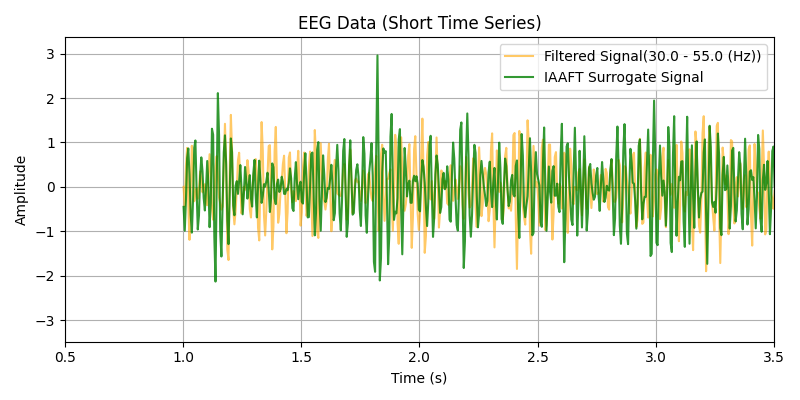 EEG Data (Short Time Series)
Filtered Signal(30.0 - 55.0 (Hz))
IAAFT Surrogate Signal
Amplitude
3
2
1
0
−1
−2
−3
0.5 1.0 1.5 2.0 2.5 3.0 3.5
Time (s)